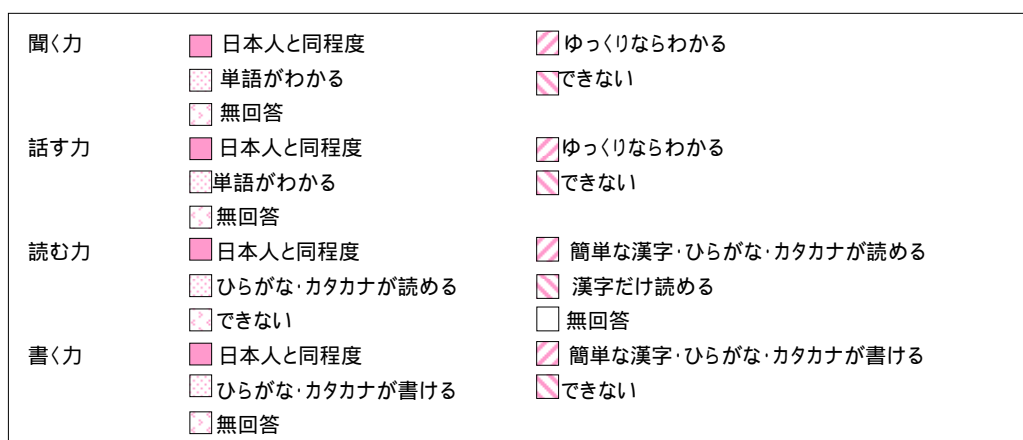 聞く力 日本人と同程度 ゆっくりならわかる
単語がわかる できない
無回答
話す力 日本人と同程度 ゆっくりならわかる
単語がわかる できない
無回答
読む力 日本人と同程度 簡単な漢字・ひらがな・カタカナが読める
ひらがな・カタカナが読める 漢字だけ読める
できない 無回答
書く力 日本人と同程度 簡単な漢字・ひらがな・カタカナが書ける
ひらがな・カタカナが書ける できない
無回答